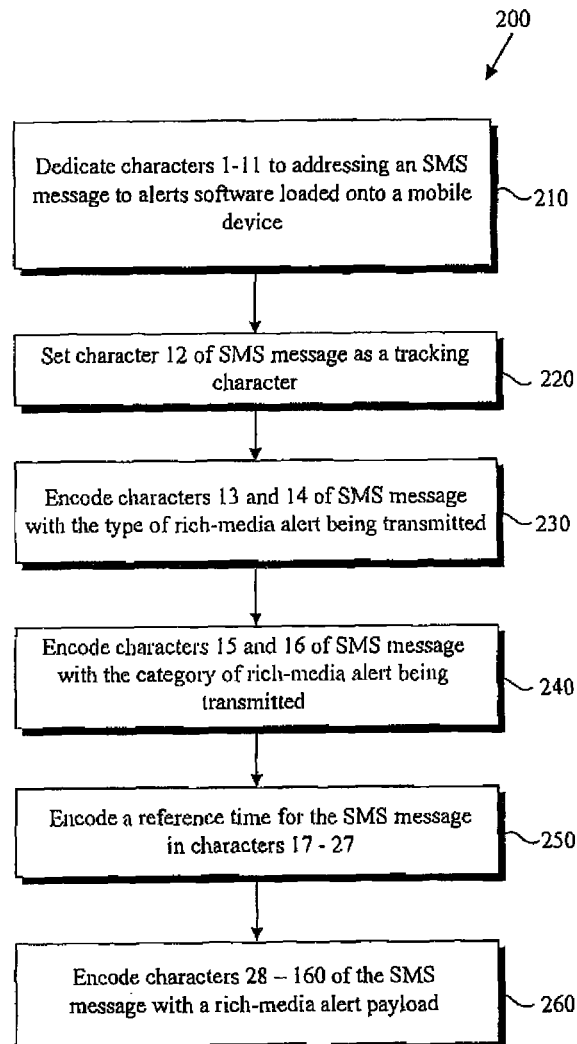 200
Dedicate characters 1-11 to addressing an SMS
message to alerts software loaded onto a mobile
device
210
Set character 12 of SMS message as a tracking
character
220
Encode characters 13 and 14 of SMS message
with the type of rich-media alert being transmitted
230
Encode characters 15 and 16 of SMS message
with the category of rich-media alert being
transmitted
240
Encode a reference time for the SMS message
in characters 17 - 27
250
Encode characters 28 – 160 of the SMS
message with a rich-media alert payload
260